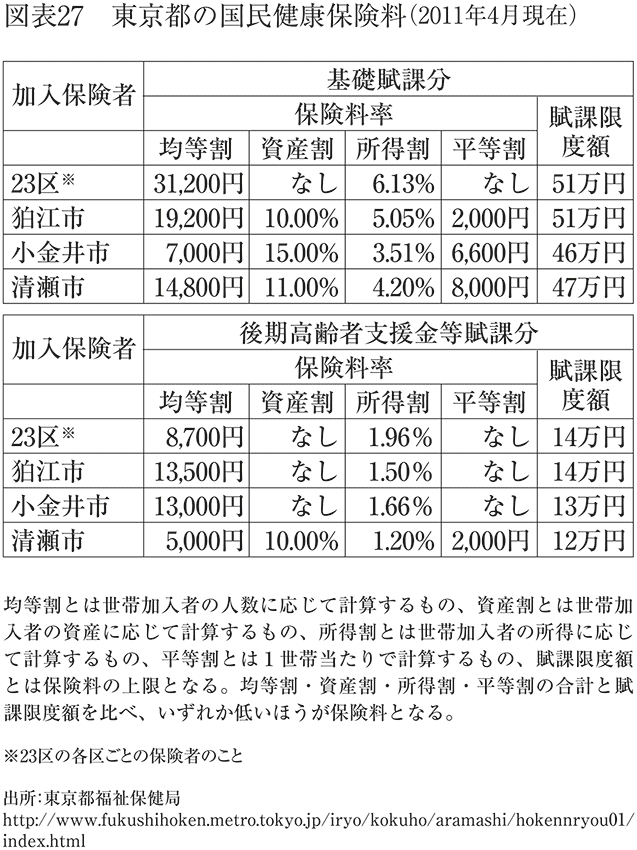 図表27　東京都の国民健康保険料（2011年4月現在）
加入保険者 基礎賦課分
保険料率 賦課限度額
均等割 資産割 所得割 平等割
23区※ 31,200円 なし 6.13% なし 51万円
狛江市 19,200円 10.00% 5.05% 2,000円 51万円
小金井市 7,000円 15.00% 3.51% 6,600円 46万円
清瀬市 14,800円 11.00% 4.20% 8,000円 47万円
加入保険者 後期高齢者支援金等賦課分
保険料率 賦課限度額
均等割 資産割 所得割 平等割
23区※ 8,700円 なし 1.96% なし 14万円
狛江市 13,500円 なし 1.50% なし 14万円
小金井市 13,000円 なし 1.66% なし 13万円
清瀬市 5,000円 10.00% 1.20% 2,000円 12万円
均等割とは世帯加入者の人数に応じて計算するもの、資産割とは世帯加
入者の資産に応じて計算するもの、所得割とは世帯加入者の所得に応じ
て計算するもの、平等割とは１世帯当たりで計算するもの、賦課限度額
とは保険料の上限となる。均等割・資産割・所得割・平等割の合計と賦
課限度額を比べ、いずれか低いほうが保険料となる。
※23区の各区ごとの保険者のこと
出所：東京都福祉保健局
http://www.fukushihoken.metro.tokyo.jp/iryo/kokuho/aramashi/hokennryou01/
index.html